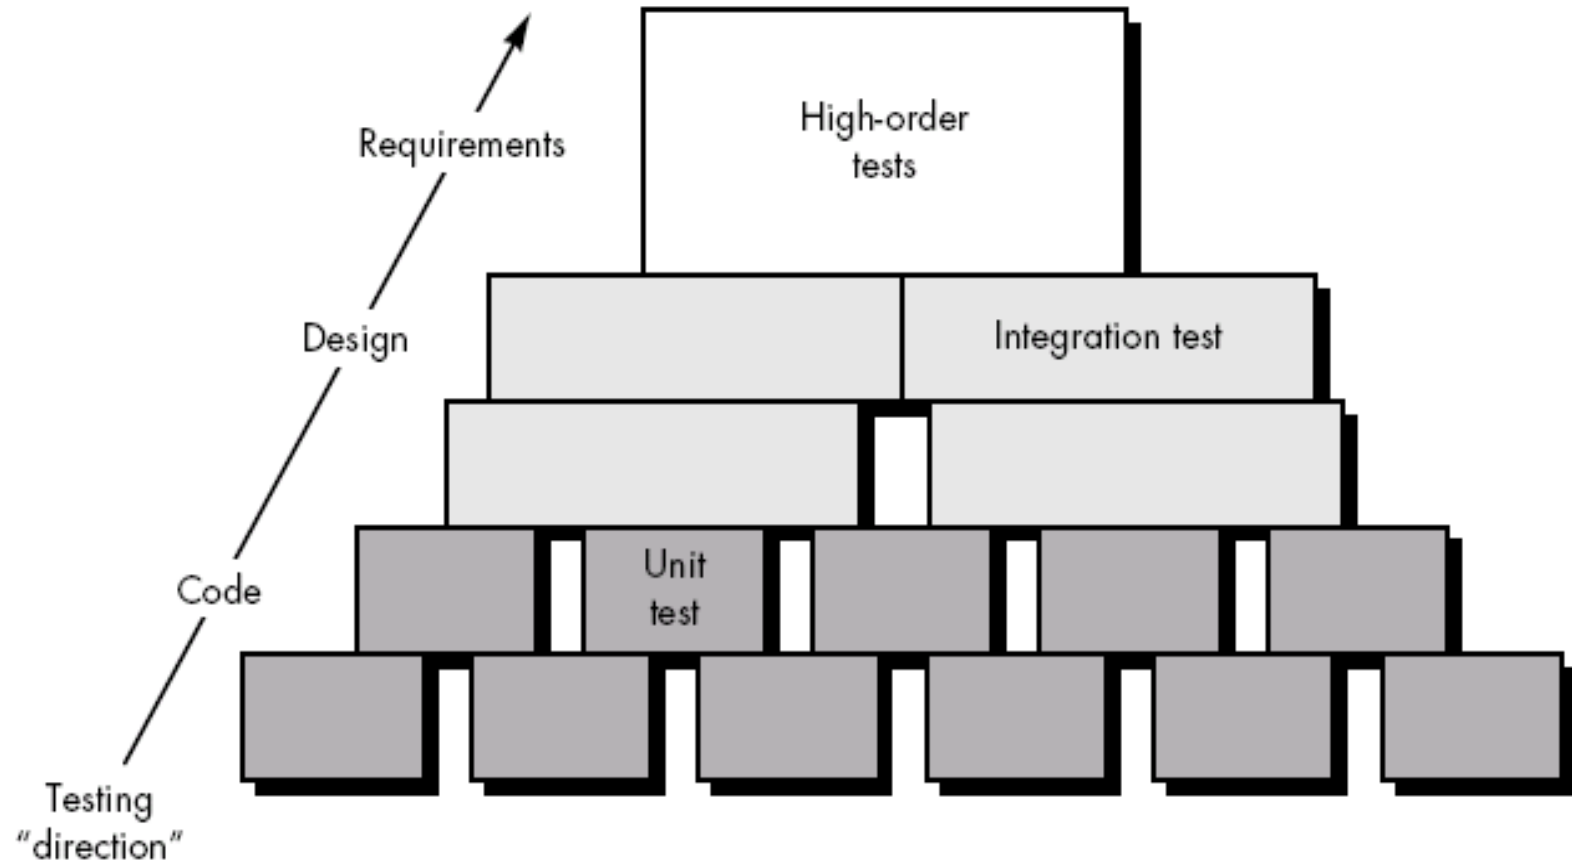 High-order
tests
Requirements
Design
Integration test
Unit
test
Code
Testing
“direction”